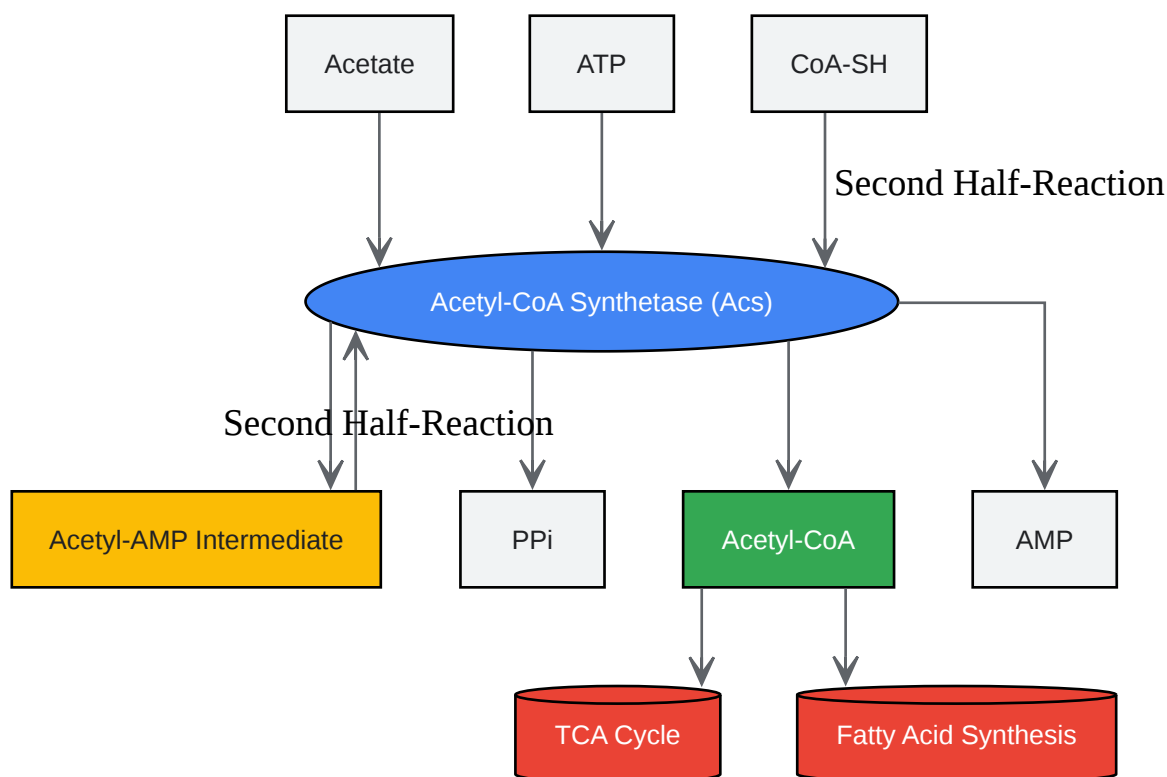 Acetate
ATP
CoA-SH
Second Half-Reaction
Acetyl-CoA Synthetase (Acs)
Second Half-Reaction
Acetyl-AMP Intermediate
PPi
Acetyl-CoA
AMP
TCA Cycle
Fatty Acid Synthesis